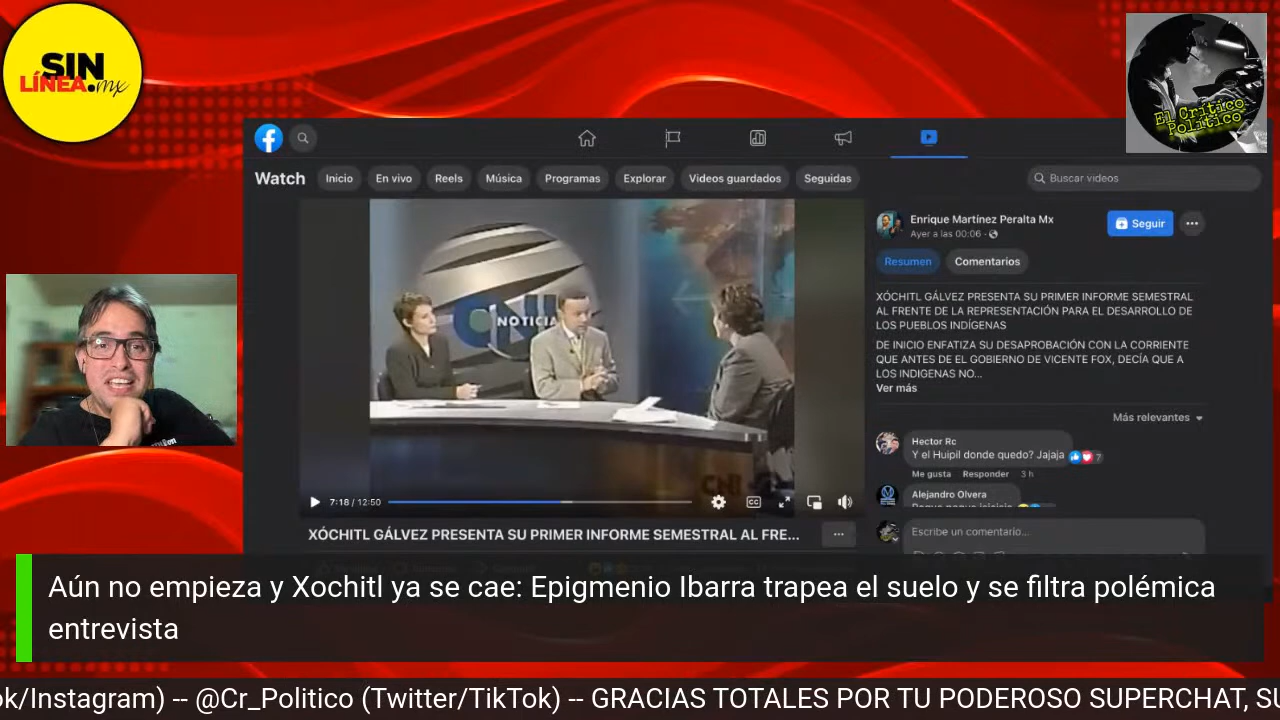 SIN
LÍNEA.mx
El Crítico
Político
Watch
Inicio
En vivo
Reels
Música
Programas
Explorar
Videos guardados
Seguidas
Buscar videos
CNI
NOTICIAS
7:18 / 12:50
CC
XÓCHITL GÁLVEZ PRESENTA SU PRIMER INFORME SEMESTRAL AL FRE...
Enrique Martínez Peralta Mx
Ayer a las 00:06 ·
Seguir
Resumen
Comentarios
XÓCHITL GÁLVEZ PRESENTA SU PRIMER INFORME SEMESTRAL
AL FRENTE DE LA REPRESENTACIÓN PARA EL DESARROLLO DE
LOS PUEBLOS INDÍGENAS
DE INICIO ENFATIZA SU DESAPROBACIÓN CON LA CORRIENTE
QUE ANTES DE EL GOBIERNO DE VICENTE FOX, DECÍA QUE A
LOS INDIGENAS NO...
Ver más
Más relevantes
Hector Rc
Y el Huipil donde quedo? Jajaja
7
Me gusta Responder 3 h
Alejandro Olvera
Escribe un comentario...
Aún no empieza y Xochitl ya se cae: Epigmenio Ibarra trapea el suelo y se filtra polémica
entrevista
ok/Instagram) -- @Cr_Politico (Twitter/TikTok) -- GRACIAS TOTALES POR TU PODEROSO SUPERCHAT, SU